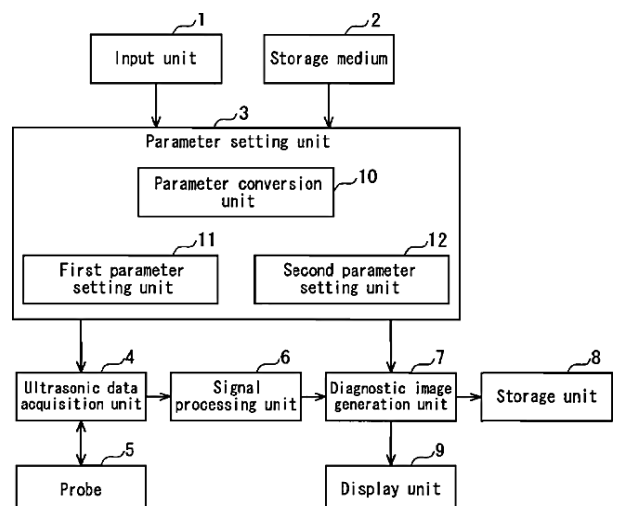 1
2
Input unit
Storage medium
3
Parameter setting unit
10
Parameter conversion
unit
11
12
First parameter
setting unit
Second parameter
setting unit
4
6
7
8
Ultrasonic data
acquisition unit
Signal
processing unit
Diagnostic image
generation unit
Storage unit
5
9
Probe
Display unit